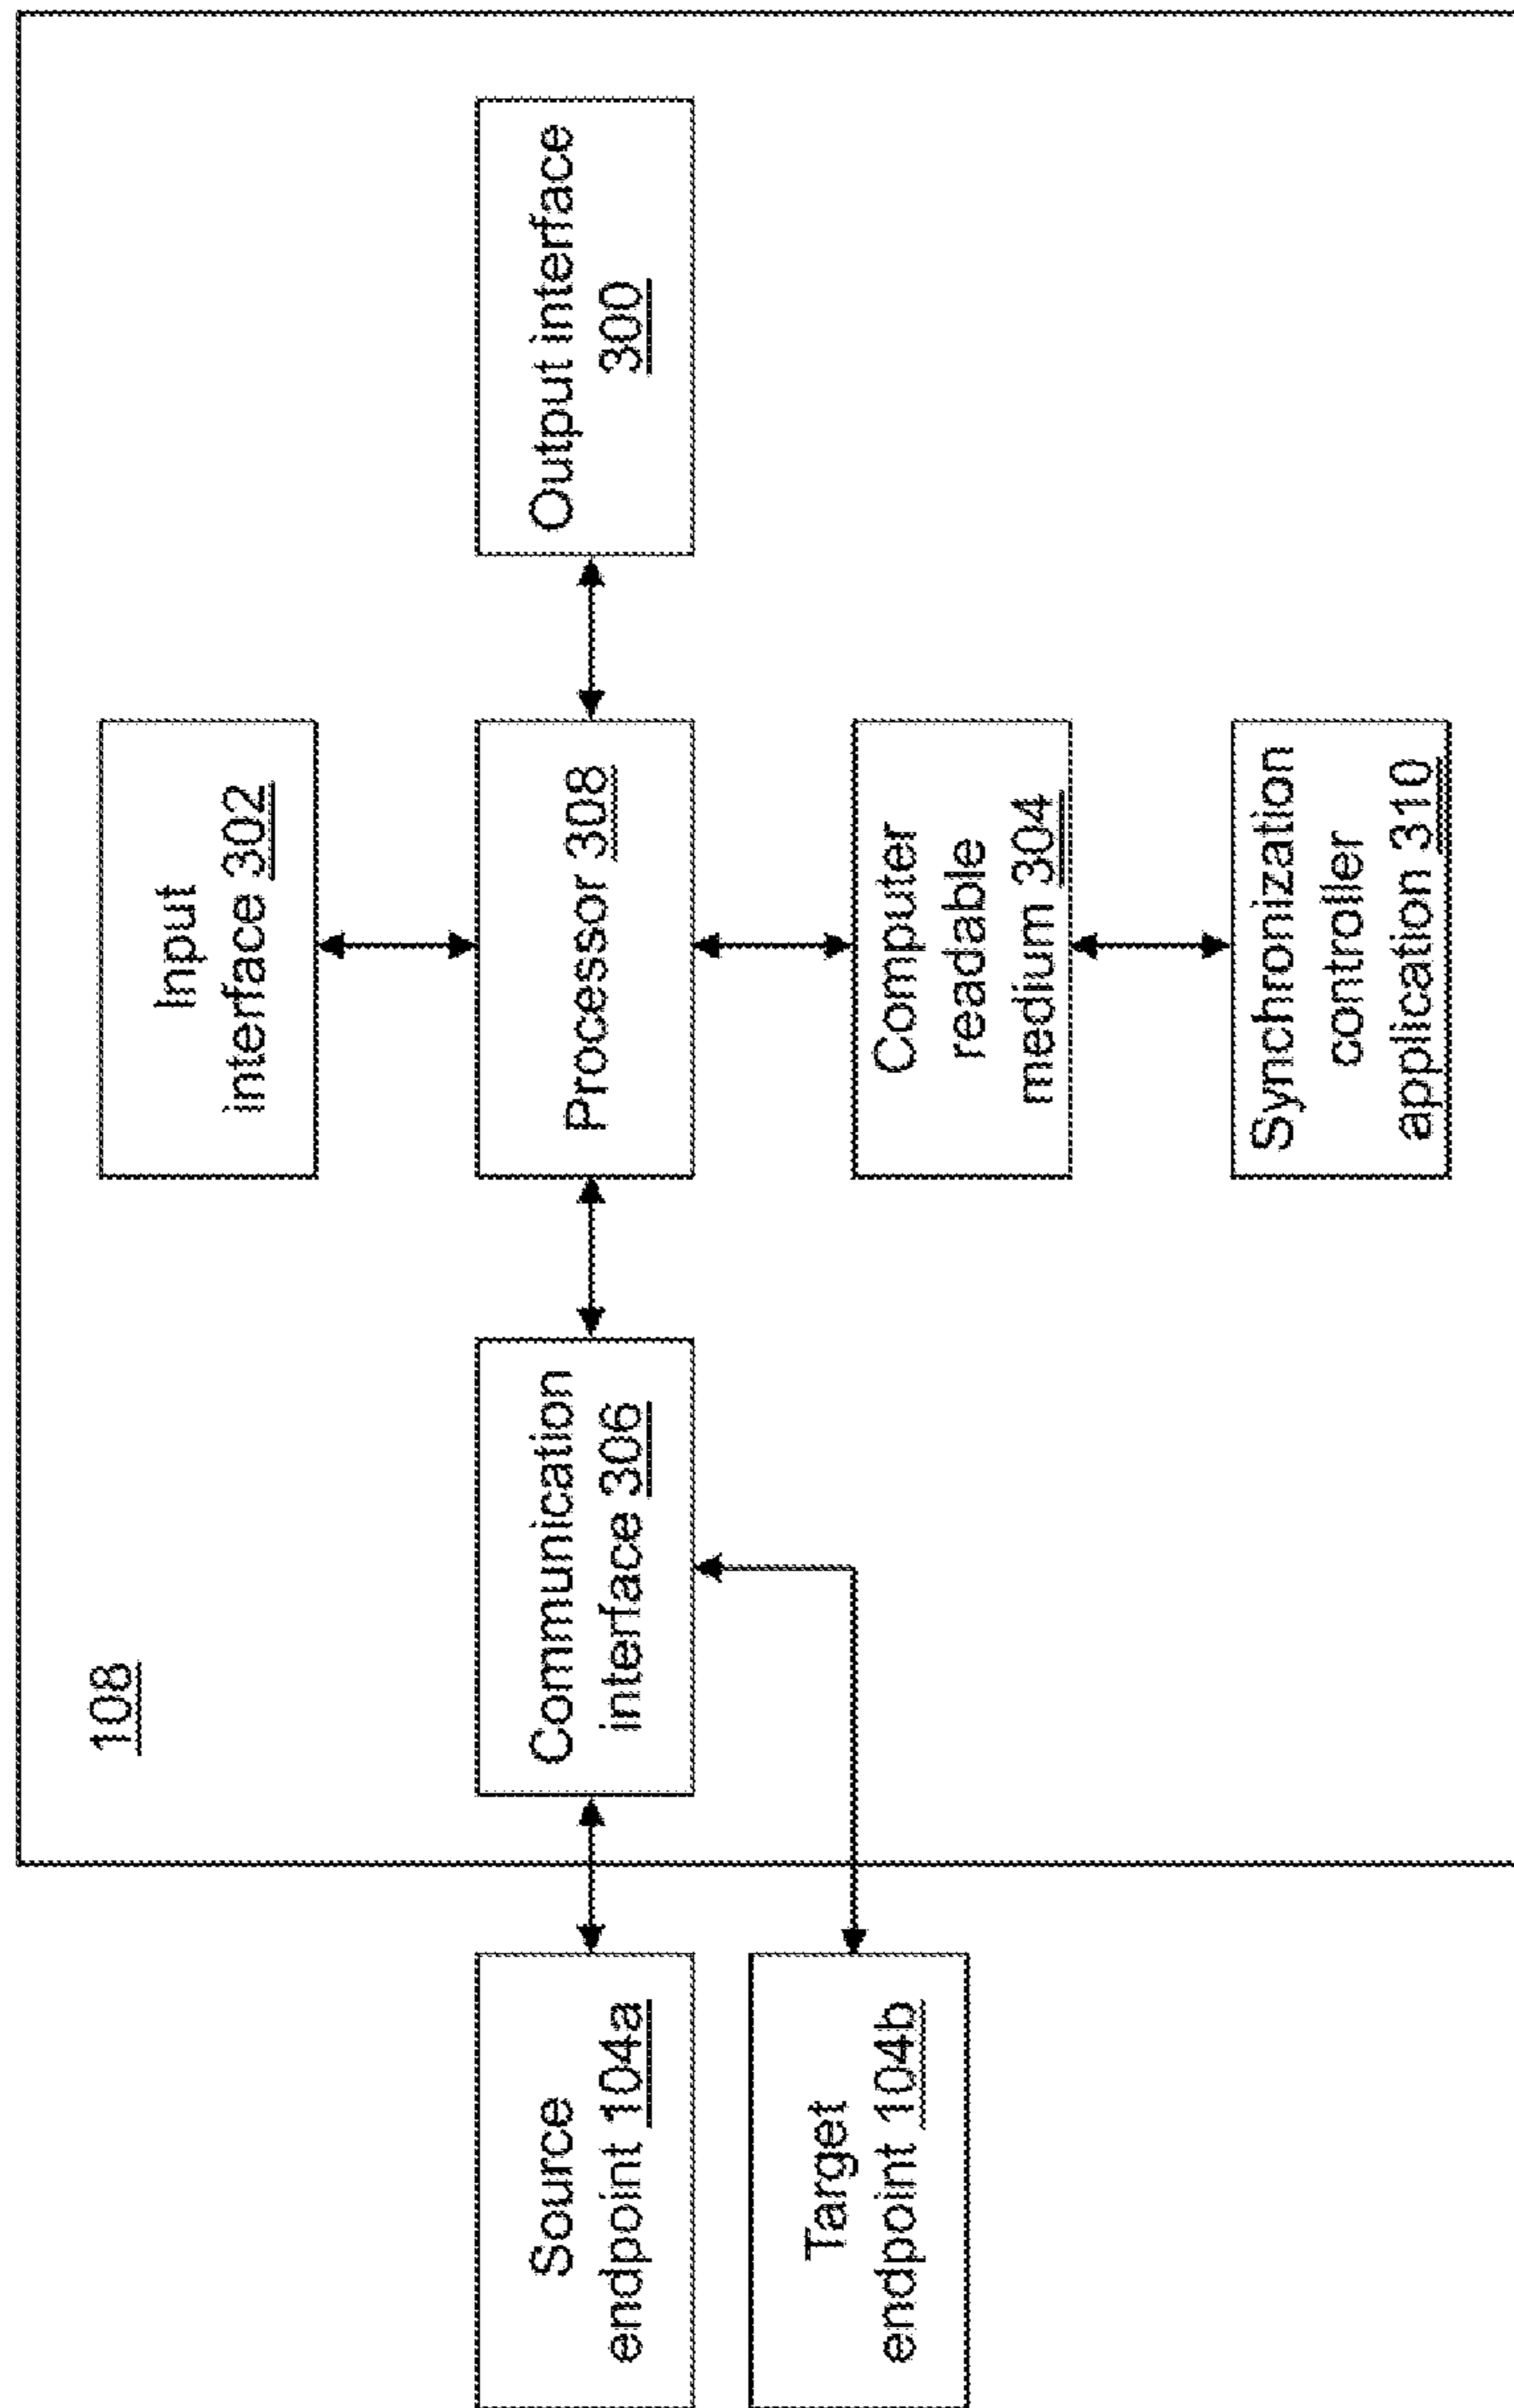 108
Input
interface 302
Source
endpoint 104a
Communication
interface 306
Processor 308
Output interface
300
Target
endpoint 104b
Computer
readable
medium 304
Synchronization
controller
application 310